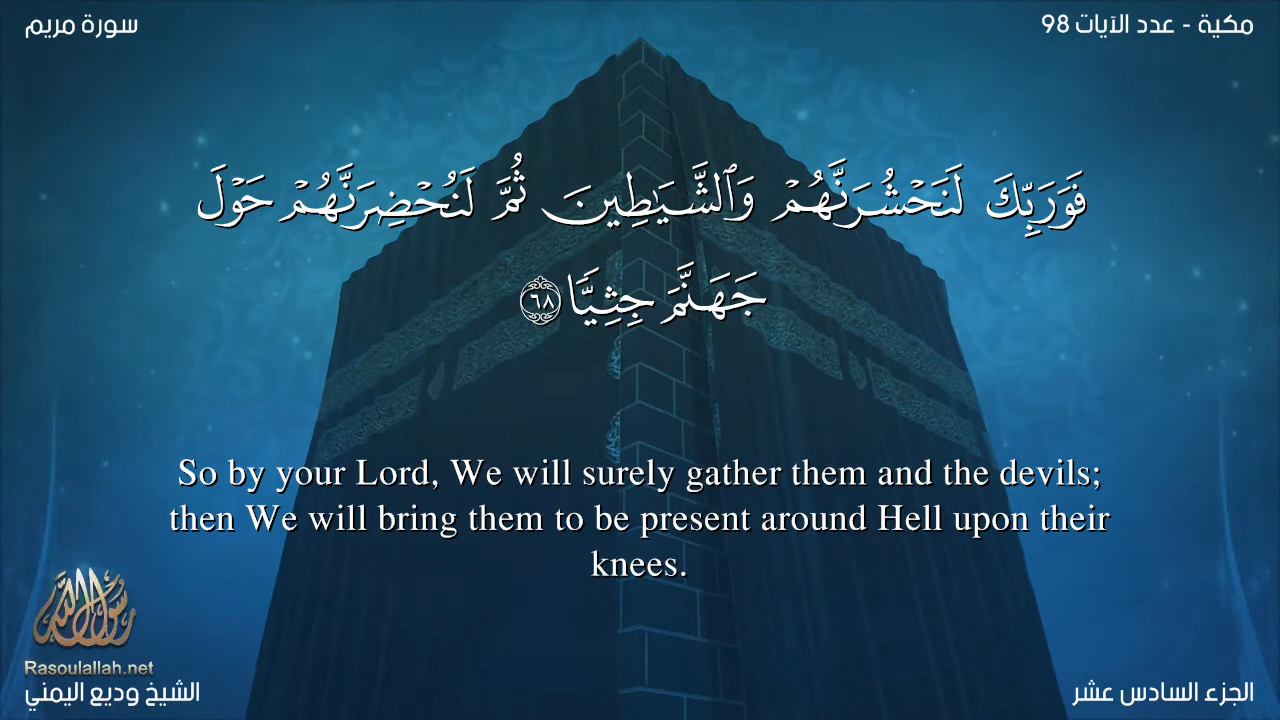 سورة مريم
مكية - عدد الآيات 98
فَوَرَبِّكَ لَنَحْشُرَنَّهُمْ وَٱلشَّيَـٰطِينَ ثُمَّ لَنُحْضِرَنَّهُمْ حَوْلَ
جَهَنَّمَ جِثِيًّا ٦٨
So by your Lord, We will surely gather them and the devils;
then We will bring them to be present around Hell upon their
knees.
رسول الله
Rasoulallah.net
الشيخ وديع اليمني
الجزء السادس عشر